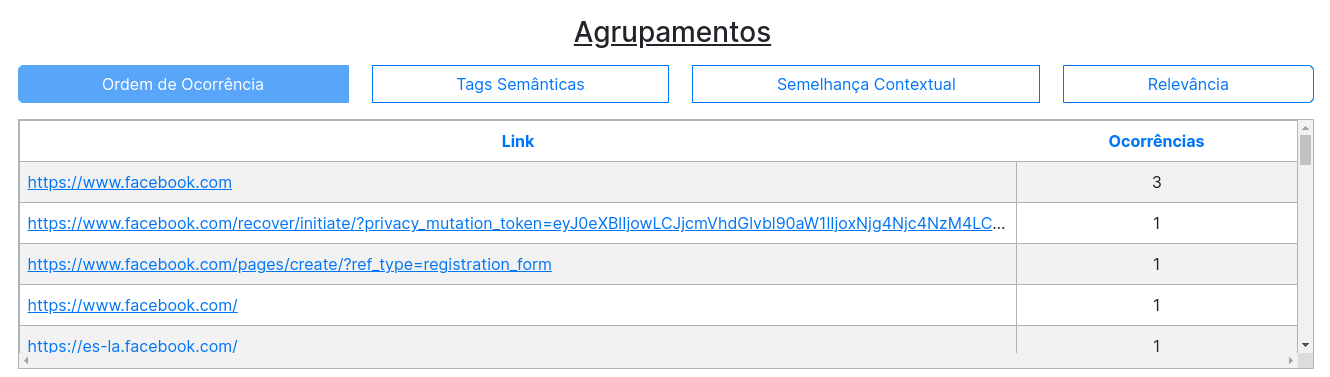 Agrupamentos
Ordem de Ocorrência Tags Semânticas Semelhança Contextual Relevância
Link Ocorrências
https://www.facebook.com 3
https://www.facebook.com/recover/initiate/?privacy_mutation_token=eyJ0eXBlIjowLCJjcmVhdGlvbl90aW1lIjoxNjg4Njc4NzM4LC... 1
https://www.facebook.com/pages/create/?ref_type=registration_form 1
https://www.facebook.com/ 1
https://es-la.facebook.com/ 1